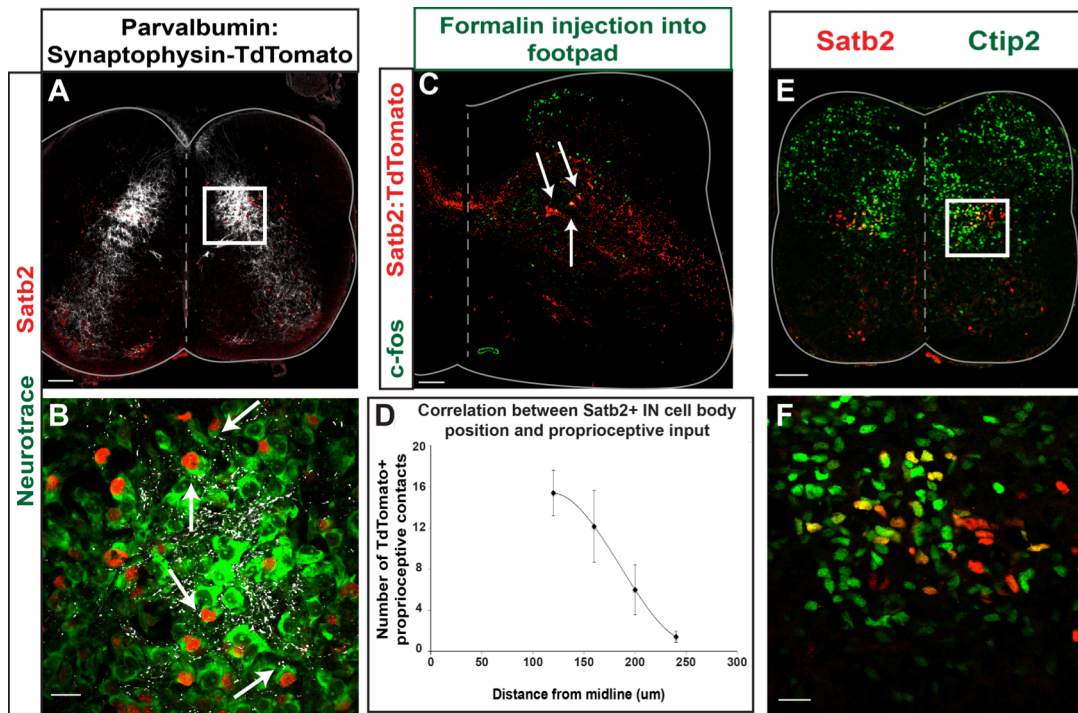 Parvalbumin:
Synaptophysin-TdTomato
Formalin injection into
footpad
Satb2 Ctip2
Neurotrace Satb2
A
c-fos Satb2:TdTomato
C
E
B
D
Correlation between Satb2+ IN cell body
position and proprioceptive input
Number of TdTomato+
proprioceptive contacts
20
16
12
8
4
0
0 50 100 150 200 250 300
Distance from midline (um)
F